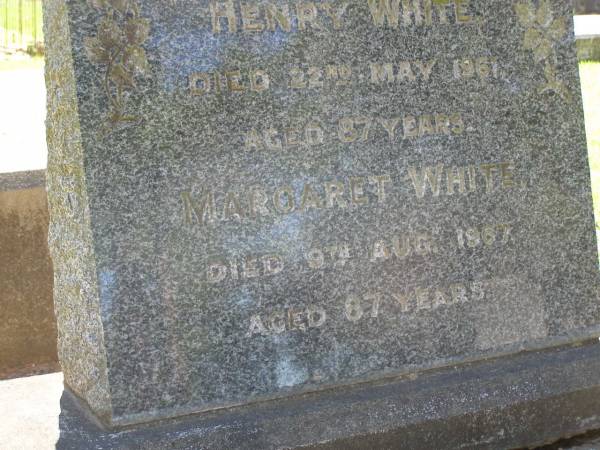 HENRY WHITE
DIED 22ND MAY 1961
AGED 87 YEARS
MARGARET WHITE
DIED 9TH AUG. 1967
AGED 87 YEARS